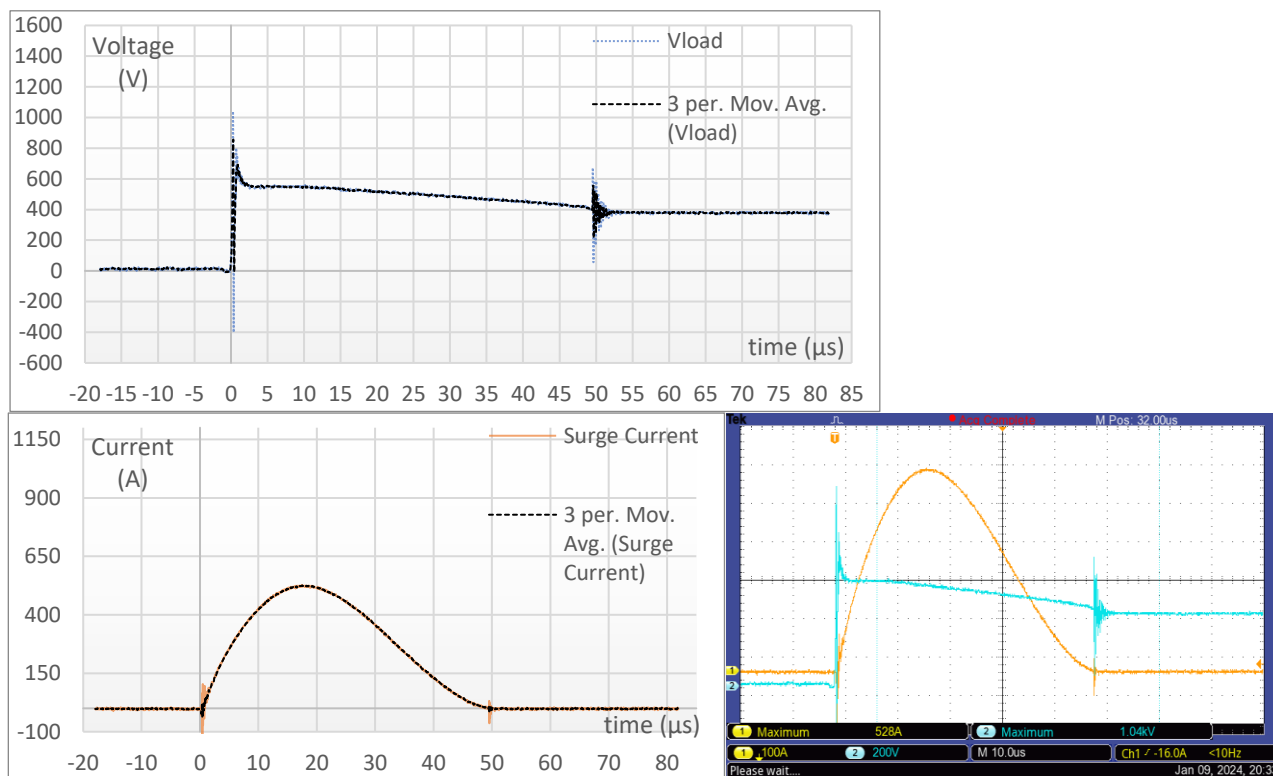 1600
Voltage
(V)
1400
1200
1000
800
600
400
200
0
-200
-400
-600
Vload
3 per. Mov. Avg.
(Vload)
time (µs)
-20 -15 -10 -5 0 5 10 15 20 25 30 35 40 45 50 55 60 65 70 75 80 85
1150
Current
(A)
900
650
400
150
-100
Surge Current
3 per. Mov.
Avg. (Surge
Current)
time (µs)
-20 -10 0 10 20 30 40 50 60 70 80
Tek
Acq Complete
M Pos: 32.00us
T
1
2
1 Maximum 528A
2 Maximum 1.04kV
1 100A
2 200V
M 10.0us
Ch1 -16.0A
<10Hz
Please wait....
Jan 09, 2024, 20:3